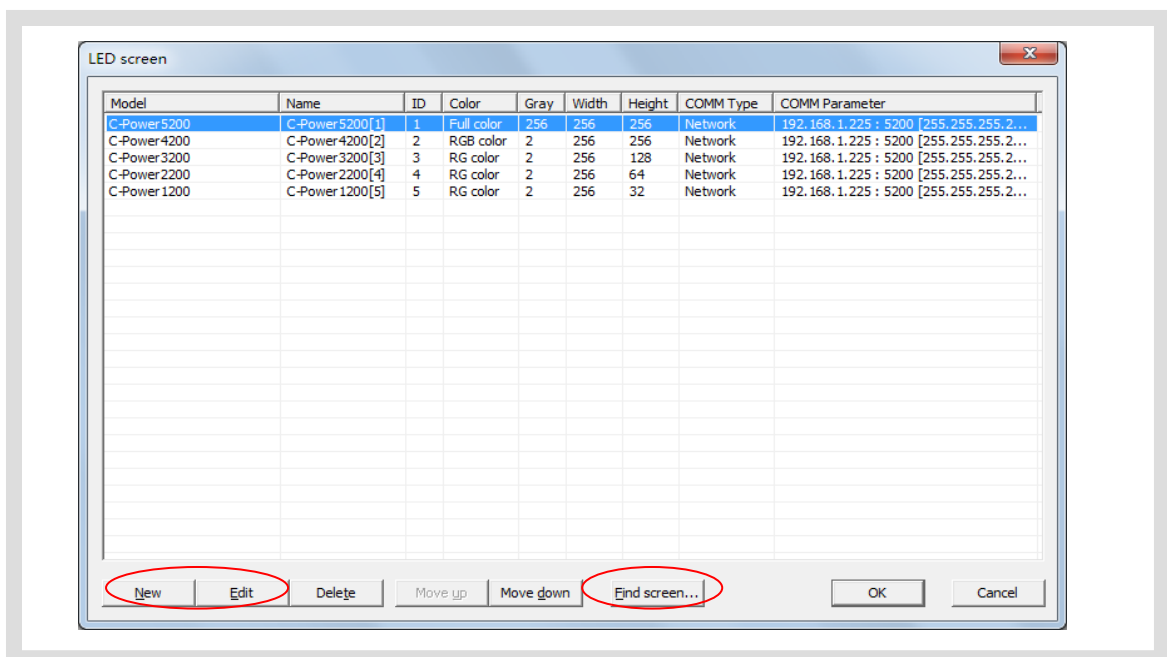 LED screen
Model Name ID Color Gray Width Height COMM Type COMM Parameter
C-Power5200 C-Power5200[1] 1 Full color 256 256 256 Network 192.168.1.225 : 5200 [255.255.255.2...
C-Power4200 C-Power4200[2] 2 RGB color 2 256 256 Network 192.168.1.225 : 5200 [255.255.255.2...
C-Power3200 C-Power3200[3] 3 RG color 2 256 128 Network 192.168.1.225 : 5200 [255.255.255.2...
C-Power2200 C-Power2200[4] 4 RG color 2 256 64 Network 192.168.1.225 : 5200 [255.255.255.2...
C-Power1200 C-Power1200[5] 5 RG color 2 256 32 Network 192.168.1.225 : 5200 [255.255.255.2...
New Edit Delete Move up Move down Find screen... OK Cancel